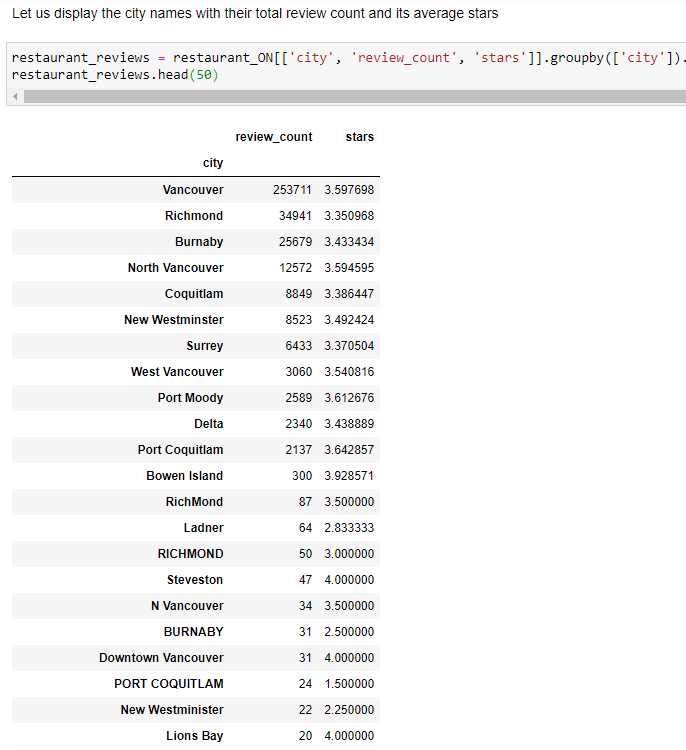 Let us display the city names with their total review count and its average stars
restaurant_reviews = restaurant_ON[['city', 'review_count', 'stars']].groupby(['city']).
restaurant_reviews.head(50)
review_count stars
city
Vancouver 253711 3.597698
Richmond 34941 3.350968
Burnaby 25679 3.433434
North Vancouver 12572 3.594595
Coquitlam 8849 3.386447
New Westminster 8523 3.492424
Surrey 6433 3.370504
West Vancouver 3060 3.540816
Port Moody 2589 3.612676
Delta 2340 3.438889
Port Coquitlam 2137 3.642857
Bowen Island 300 3.928571
RichMond 87 3.500000
Ladner 64 2.833333
RICHMOND 50 3.000000
Steveston 47 4.000000
N Vancouver 34 3.500000
BURNABY 31 2.500000
Downtown Vancouver 31 4.000000
PORT COQUITLAM 24 1.500000
New Westminister 22 2.250000
Lions Bay 20 4.000000